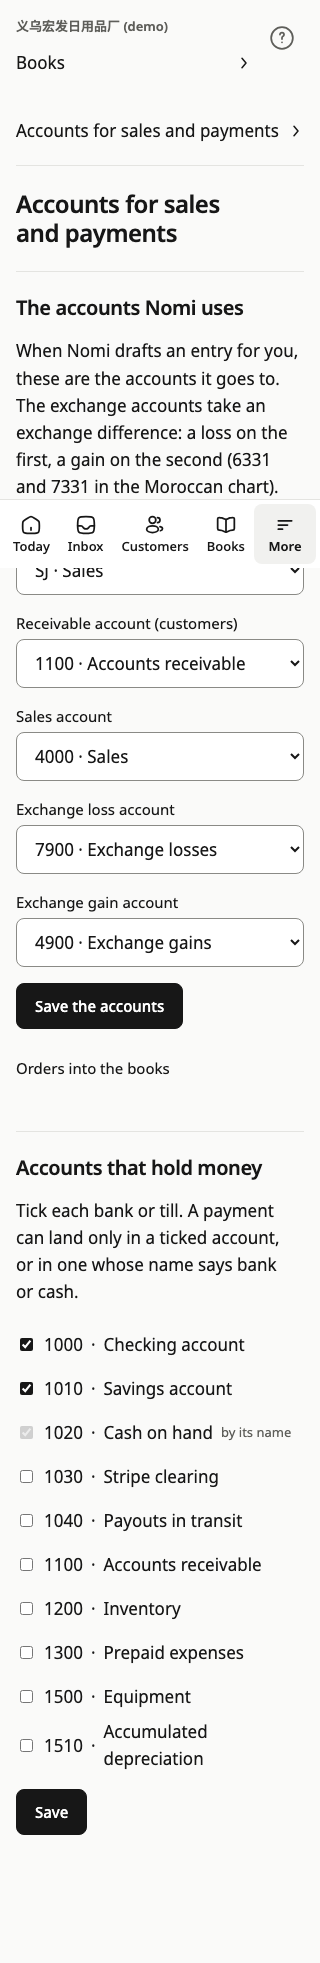 义乌宏发日用品厂 (demo)
Books
Accounts for sales and payments
Accounts for sales
and payments
The accounts Nomi uses
When Nomi drafts an entry for you,
these are the accounts it goes to.
The exchange accounts take an
exchange difference: a loss on the
first, a gain on the second (6331
and 7331 in the Moroccan chart).
Today
Inbox
Customers
Books
More
SJ · Sales
Receivable account (customers)
1100 · Accounts receivable
Sales account
4000 · Sales
Exchange loss account
7900 · Exchange losses
Exchange gain account
4900 · Exchange gains
Save the accounts
Orders into the books
Accounts that hold money
Tick each bank or till. A payment
can land only in a ticked account,
or in one whose name says bank
or cash.
1000 · Checking account
1010 · Savings account
1020 · Cash on hand by its name
1030 · Stripe clearing
1040 · Payouts in transit
1100 · Accounts receivable
1200 · Inventory
1300 · Prepaid expenses
1500 · Equipment
1510 · Accumulated
depreciation
Save